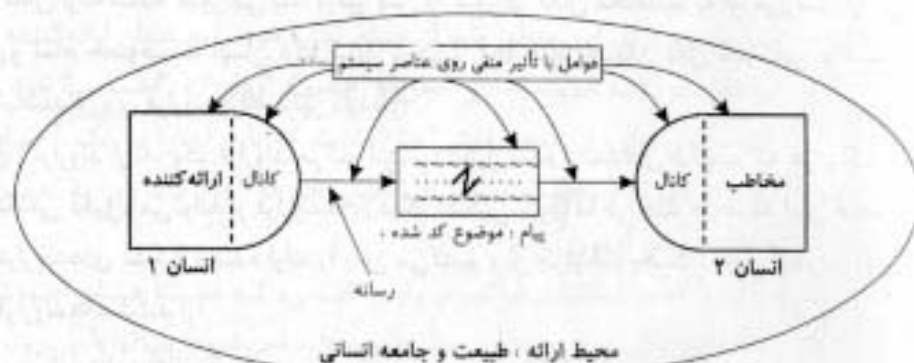 عوامل با تأثیر منفی روی عناصر سیستم
ارائه‌کننده
کانال
کانال
مخاطب
پیام : موضوع کد شده ،
انسان ۱
انسان ۲
رسانه
محیط ارائه ، طبیعت و جامعه انسانی